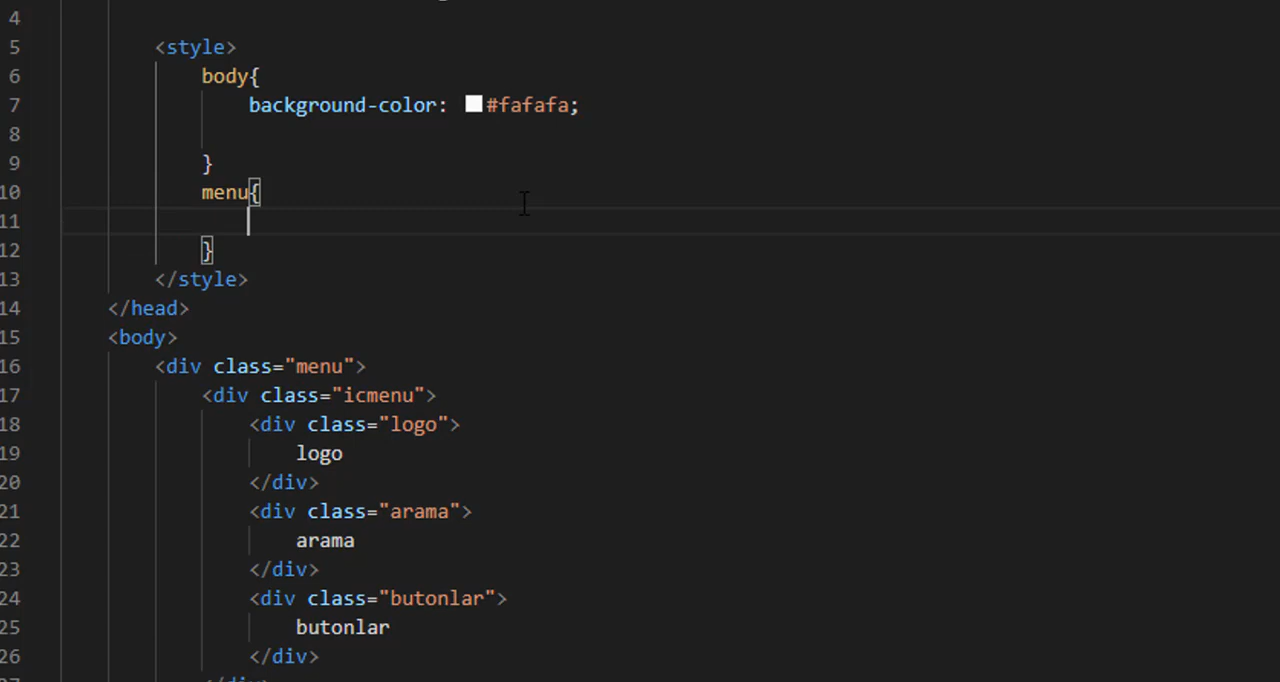 4
5 <style>
6 body{
7 background-color: #fafafa;
8
9 }
10 menu{
11
12 }
13 </style>
14 </head>
15 <body>
16 <div class="menu">
17 <div class="icmenu">
18 <div class="logo">
19 logo
20 </div>
21 <div class="arama">
22 arama
23 </div>
24 <div class="butonlar">
25 butonlar
26 </div>